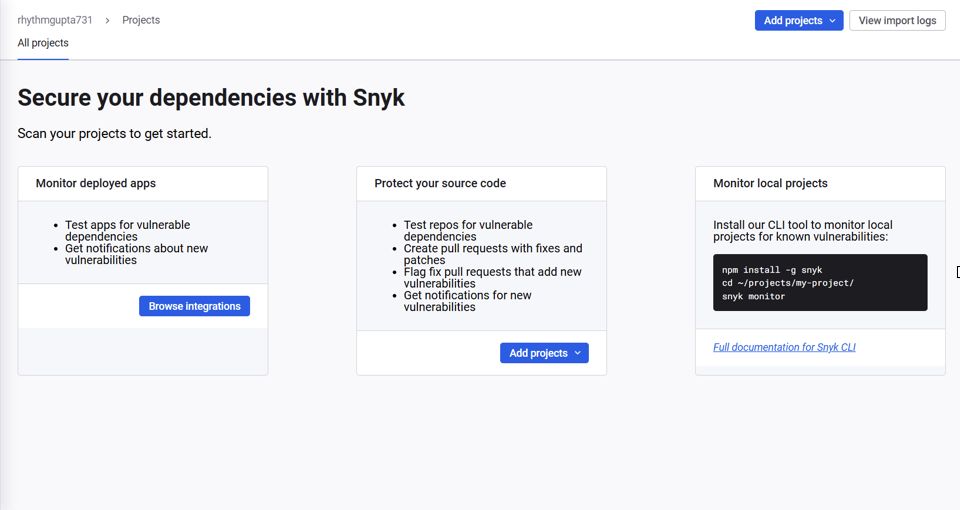 rhythmgupta731 > Projects
Add projects
View import logs
All projects
Secure your dependencies with Snyk
Scan your projects to get started.
Monitor deployed apps
• Test apps for vulnerable
dependencies
• Get notifications about new
vulnerabilities
Browse integrations
Protect your source code
• Test repos for vulnerable
dependencies
• Create pull requests with fixes and
patches
• Flag fix pull requests that add new
vulnerabilities
• Get notifications for new
vulnerabilities
Add projects
Monitor local projects
Install our CLI tool to monitor local
projects for known vulnerabilities:
npm install -g snyk
cd ~/projects/my-project/
snyk monitor
Full documentation for Snyk CLI